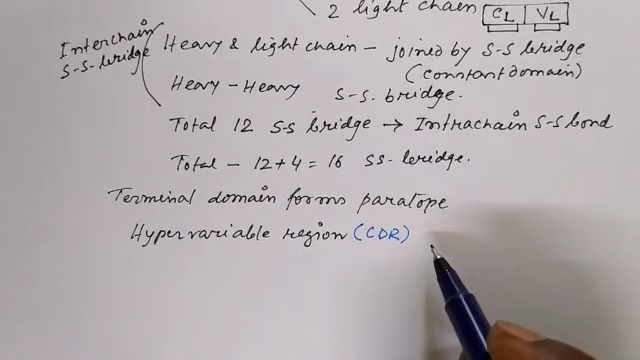 2 light chain CL VL
Interchain
S-S-bridge
Heavy & light chain - joined by S-S bridge
(constant domain)
Heavy - Heavy S-S. bridge.
Total 12 S-S bridge → Intrachain S-S bond
Total - 12+4 = 16 SS-bridge.
Terminal domain forms paratope
Hypervariable region (CDR)